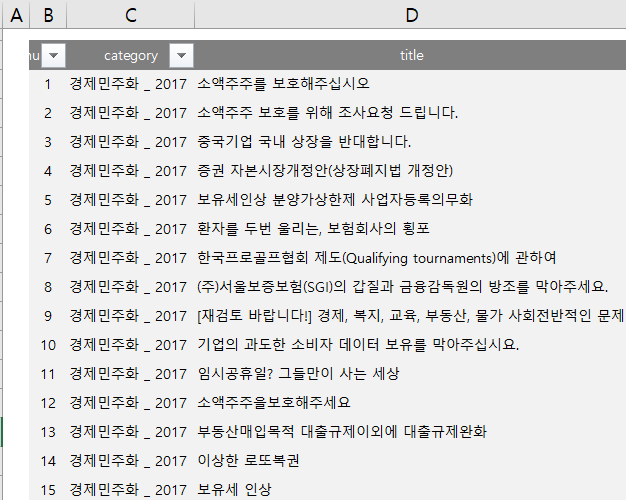 A B C D
nu category title
1 경제민주화 _ 2017 소액주주를 보호해주십시오
2 경제민주화 _ 2017 소액주주 보호를 위해 조사요청 드립니다.
3 경제민주화 _ 2017 중국기업 국내 상장을 반대합니다.
4 경제민주화 _ 2017 증권 자본시장개정안(상장폐지법 개정안)
5 경제민주화 _ 2017 보유세인상 분양가상한제 사업자등록의무화
6 경제민주화 _ 2017 환자를 두번 울리는, 보험회사의 횡포
7 경제민주화 _ 2017 한국프로골프협회 제도(Qualifying tournaments)에 관하여
8 경제민주화 _ 2017 (주)서울보증보험(SGI)의 갑질과 금융감독원의 방조를 막아주세요.
9 경제민주화 _ 2017 [재검토 바랍니다!] 경제, 복지, 교육, 부동산, 물가 사회전반적인 문제
10 경제민주화 _ 2017 기업의 과도한 소비자 데이터 보유를 막아주십시요.
11 경제민주화 _ 2017 임시공휴일? 그들만이 사는 세상
12 경제민주화 _ 2017 소액주주을보호해주세요
13 경제민주화 _ 2017 부동산매입목적 대출규제이외에 대출규제완화
14 경제민주화 _ 2017 이상한 로또복권
15 경제민주화 _ 2017 보유세 인상